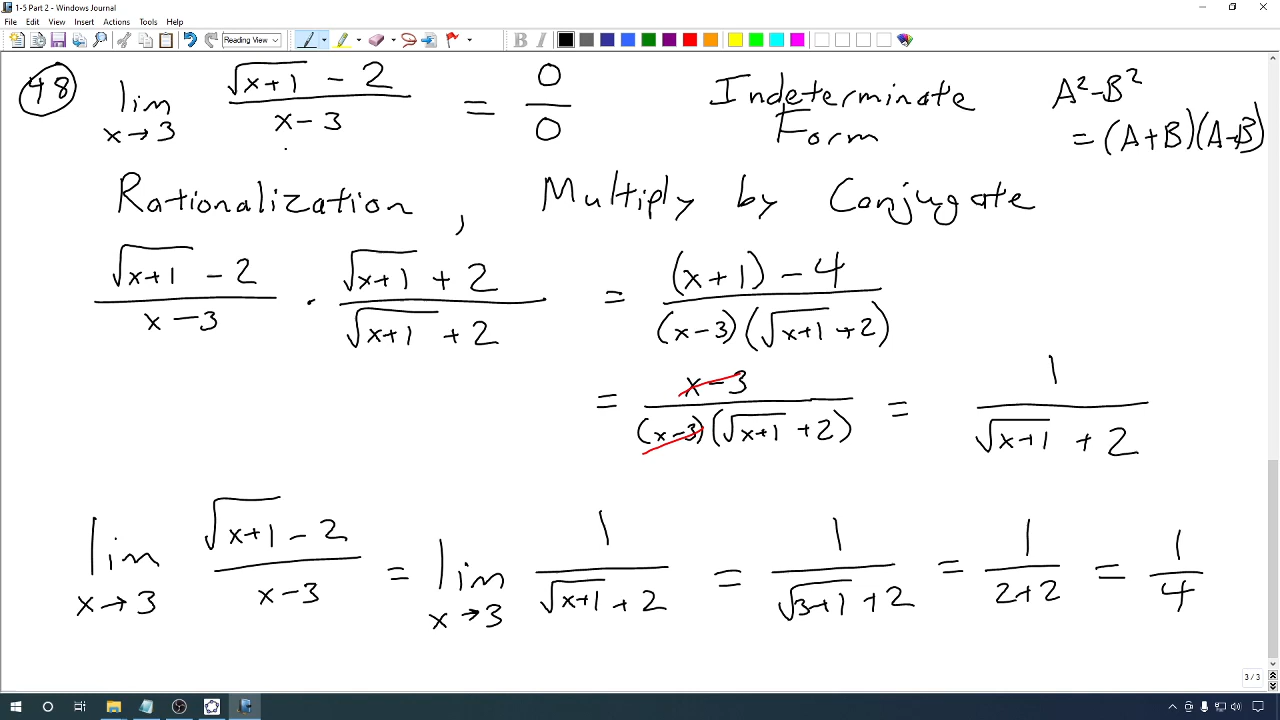 1-5 Part 2 - Windows Journal
File Edit View Insert Actions Tools Help
Reading View B I
48 lim x→3 (√(x+1) - 2)/(x-3) = 0/0 Indeterminate Form A²-B² = (A+B)(A-B)
Rationalization, Multiply by Conjugate
(√(x+1) - 2)/(x-3) · (√(x+1) + 2)/(√(x+1) + 2) = ((x+1) - 4)/((x-3)(√(x+1) + 2))
= (x-3)/((x-3)(√(x+1) + 2)) = 1/(√(x+1) + 2)
lim x→3 (√(x+1) - 2)/(x-3) = lim x→3 1/(√(x+1) + 2) = 1/(√(3+1) + 2) = 1/(2+2) = 1/4
3/3
ENG